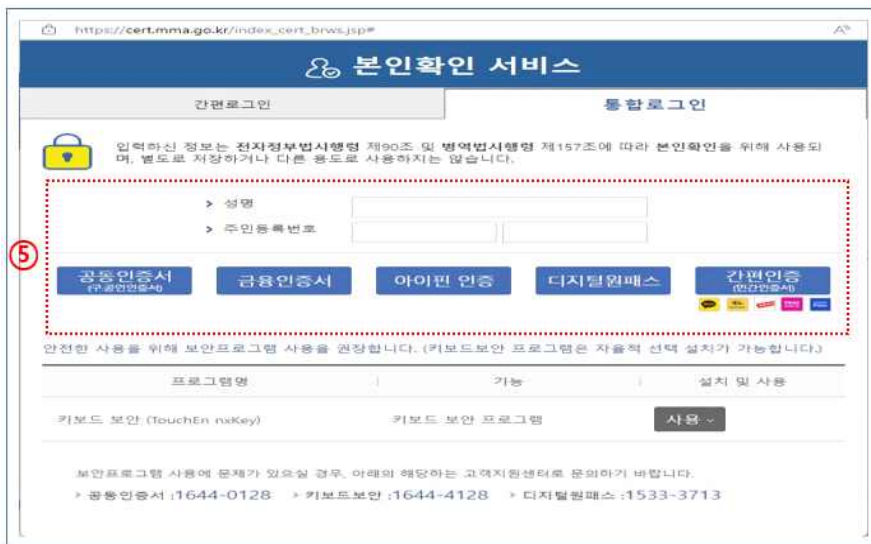 https://cert.mma.go.kr/index_cert_brws.jsp#
본인확인 서비스
간편로그인 통합로그인
입력하신 정보는 전자정부법시행령 제90조 및 병역법시행령 제157조에 따라 본인확인을 위해 사용되
며, 별도로 저장하거나 다른 용도로 사용하지는 않습니다.
⑤
> 성명
> 주민등록번호
공동인증서 금융인증서 아이핀 인증 디지털원패스 간편인증
(구.공인인증서) (민간인증서)
안전한 사용을 위해 보안프로그램 사용을 권장합니다. (키보드보안 프로그램은 자율적 선택 설치가 가능합니다.)
프로그램명 기능 설치 및 사용
키보드 보안 (TouchEn nxKey) 키보드 보안 프로그램 사용
보안프로그램 사용에 문제가 있으실 경우, 아래의 해당하는 고객지원센터로 문의하기 바랍니다.
> 공동인증서 :1644-0128 > 키보드보안 :1644-4128 > 디지털원패스 :1533-3713